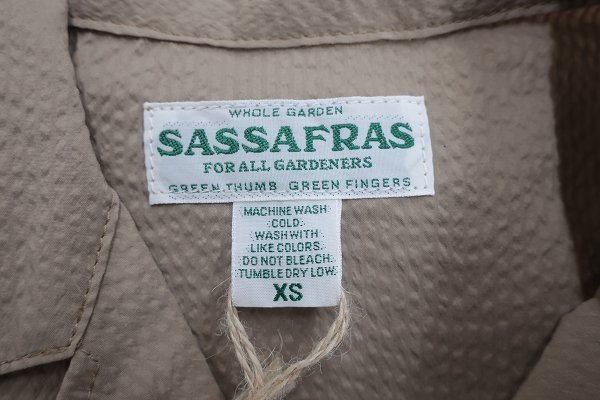 WHOLE GARDEN
SASSAFRAS
FOR ALL GARDENERS
GREEN THUMB GREEN FINGERS
MACHINE WASH
COLD.
WASH WITH
LIKE COLORS.
DO NOT BLEACH.
TUMBLE DRY LOW.
XS